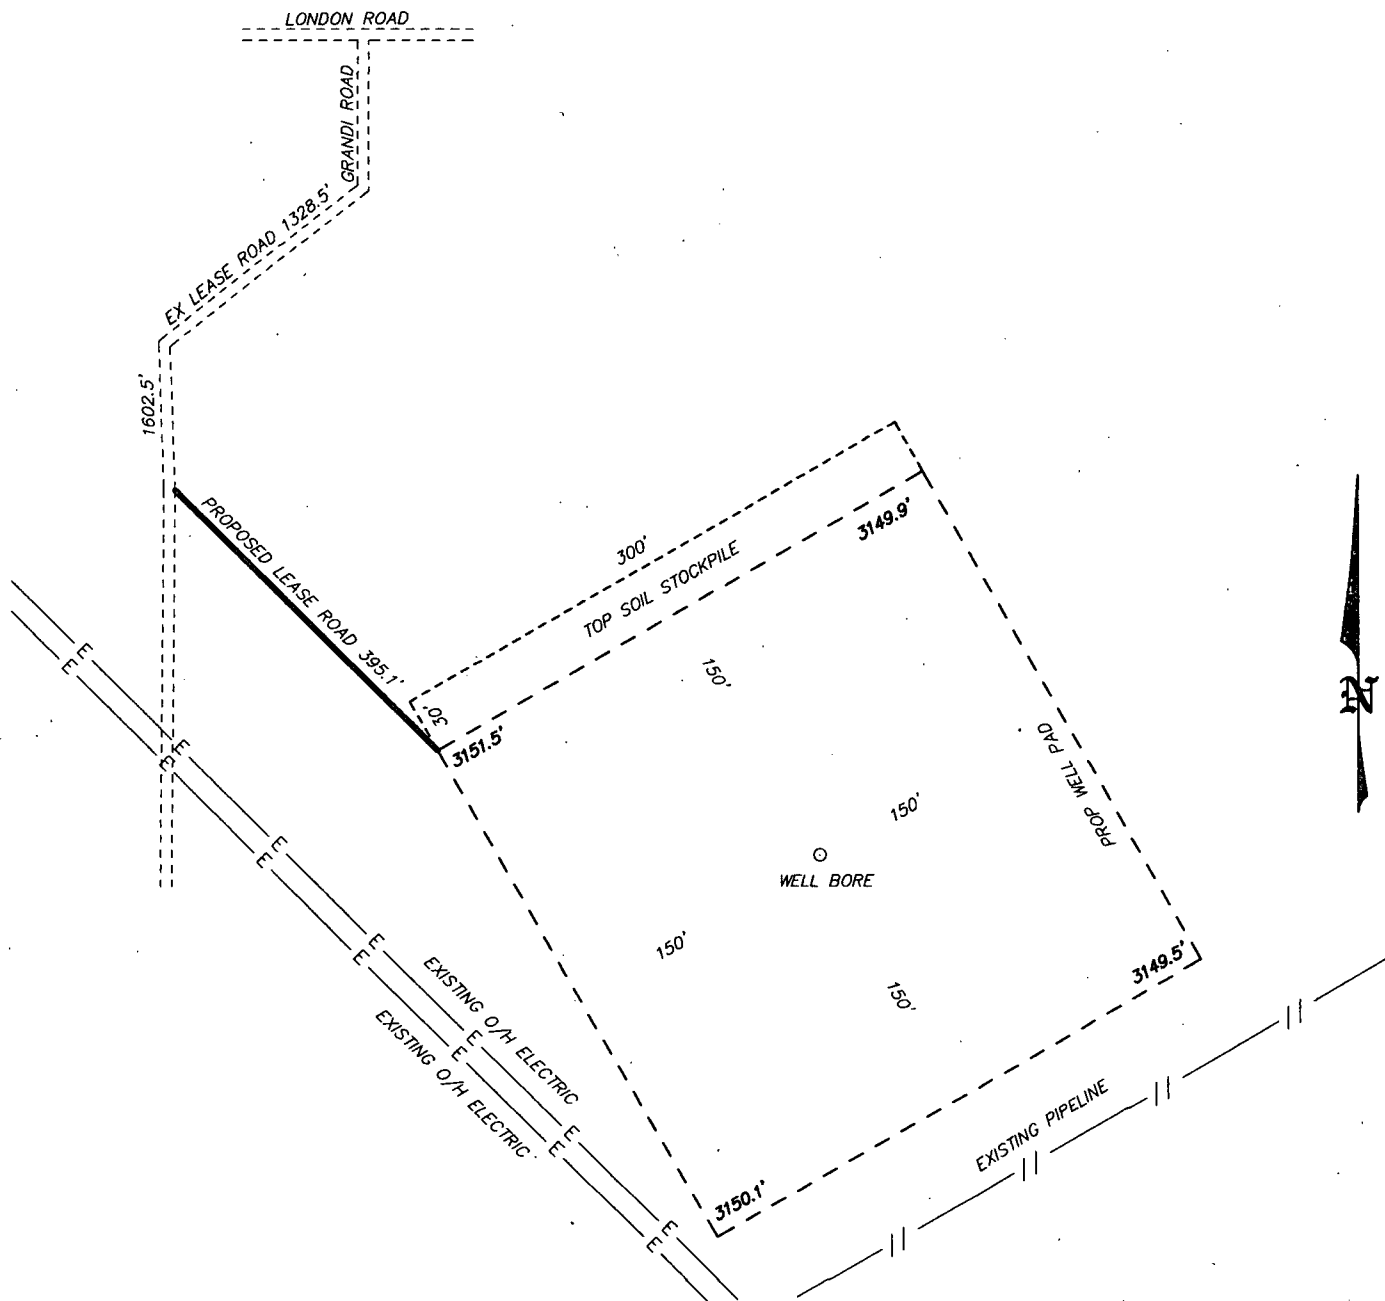 LONDON ROAD
GRANDI ROAD
EX LEASE ROAD 1328.5'
1602.5'
PROPOSED LEASE ROAD 395.1'
300'
TOP SOIL STOCKPILE
30'
3149.9'
3151.5'
150'
150'
PROP WELL PAD
WELL BORE
150'
150'
3149.5'
3150.1'
E
E
E
E
E
E
E
E
E
E
E
E
E
E
EXISTING O/H ELECTRIC
EXISTING O/H ELECTRIC
EXISTING PIPELINE
N